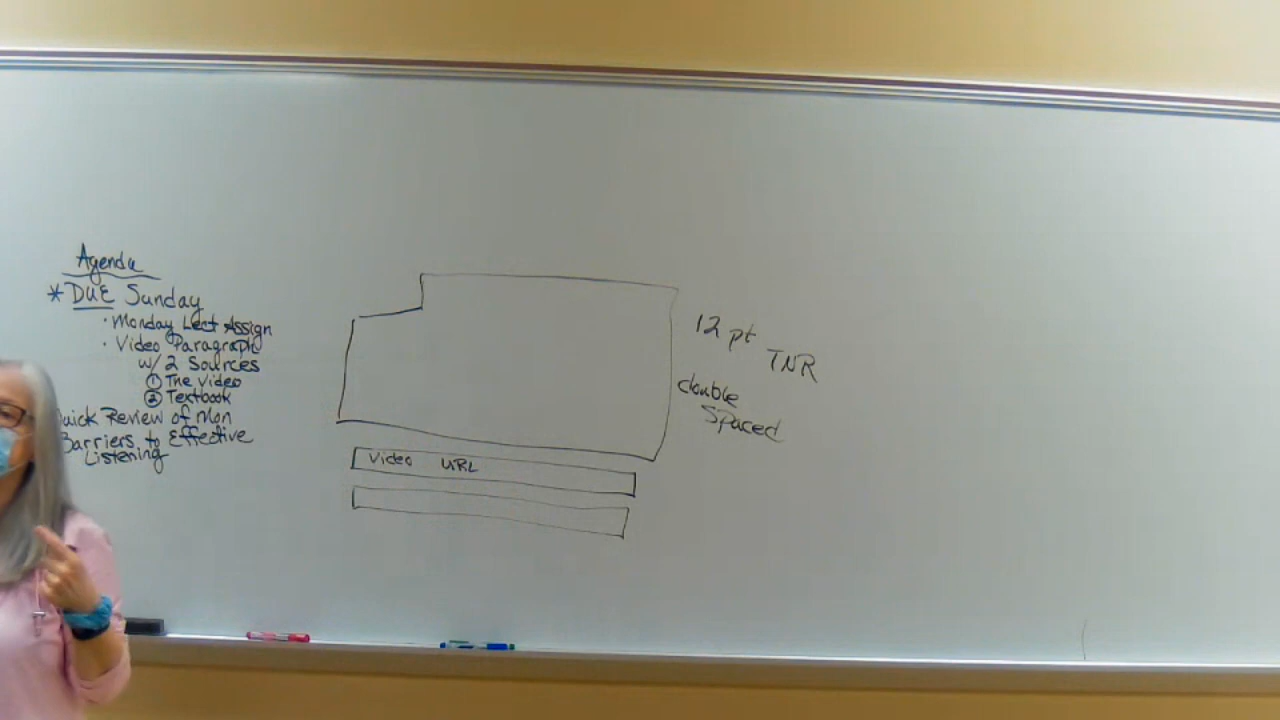 Agenda
* DUE Sunday
· Monday Lect Assign
· Video Paragraph
w/ 2 Sources
① The Video
② Textbook
uick Review of Mon
Barriers to Effective
Listening
12 pt
TNR
double
Spaced
Video URL